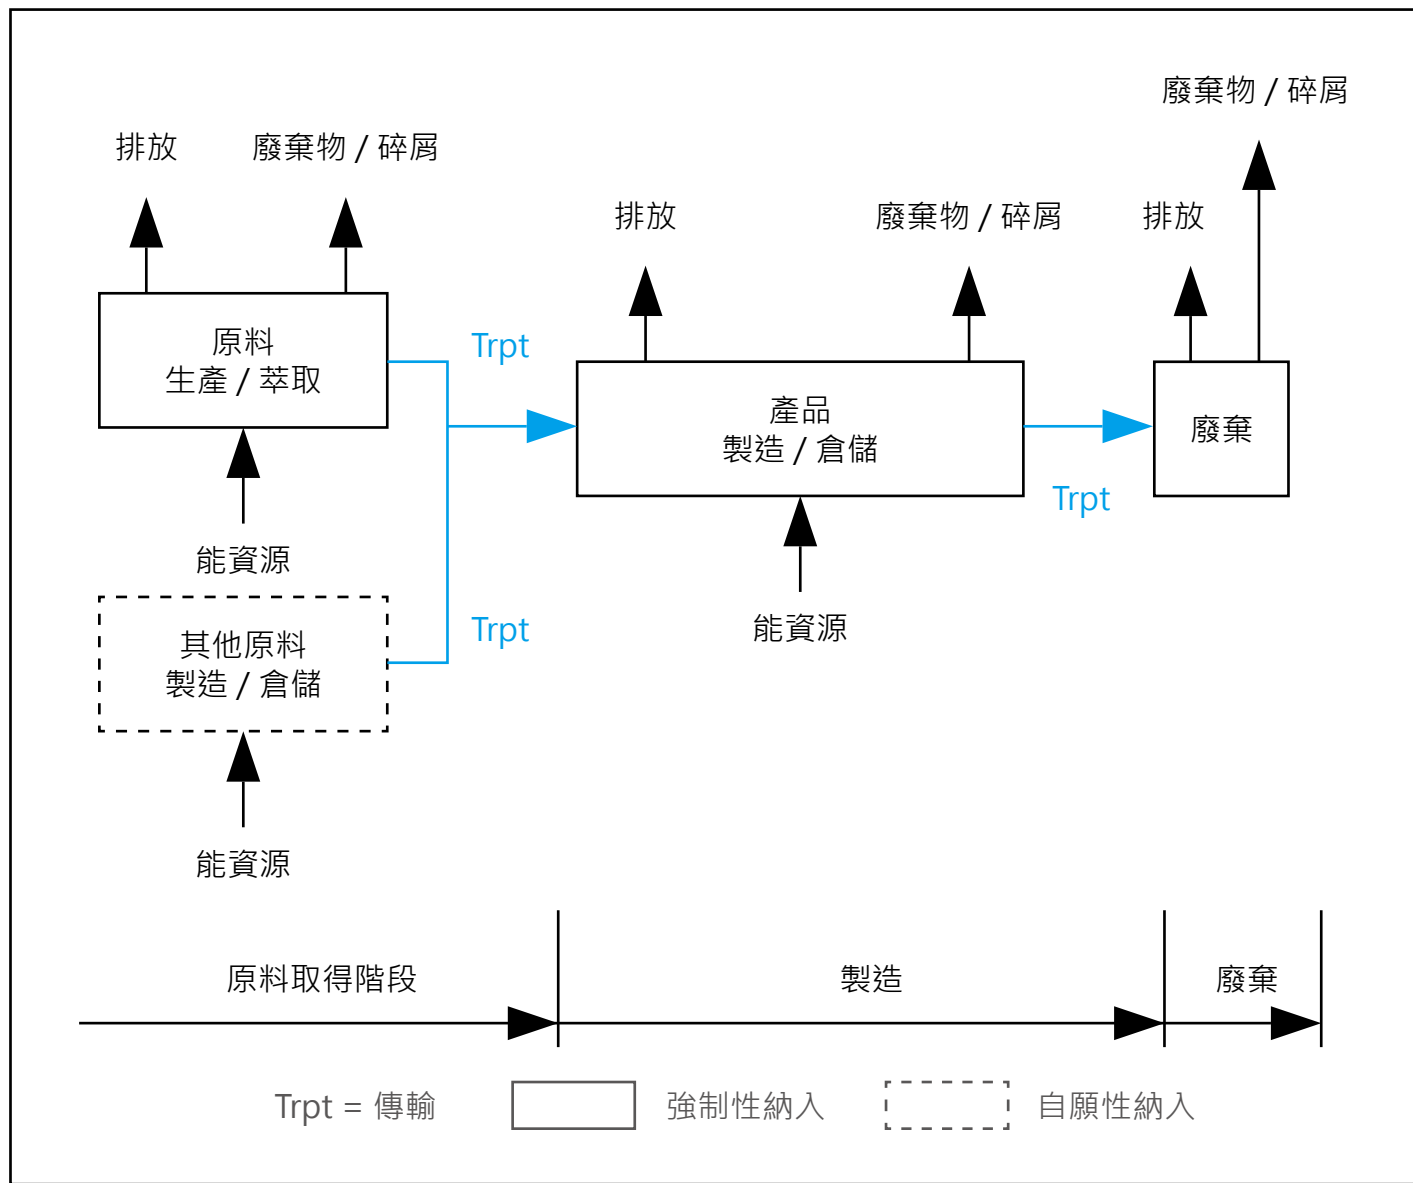 廢棄物 / 碎屑
排放
廢棄物 / 碎屑
排放
廢棄物 / 碎屑
排放
原料
生產 / 萃取
Trpt
產品
製造 / 倉儲
廢棄
Trpt
能資源
其他原料
製造 / 倉儲
Trpt
能資源
能資源
原料取得階段
製造
廢棄
Trpt = 傳輸
強制性納入
自願性納入